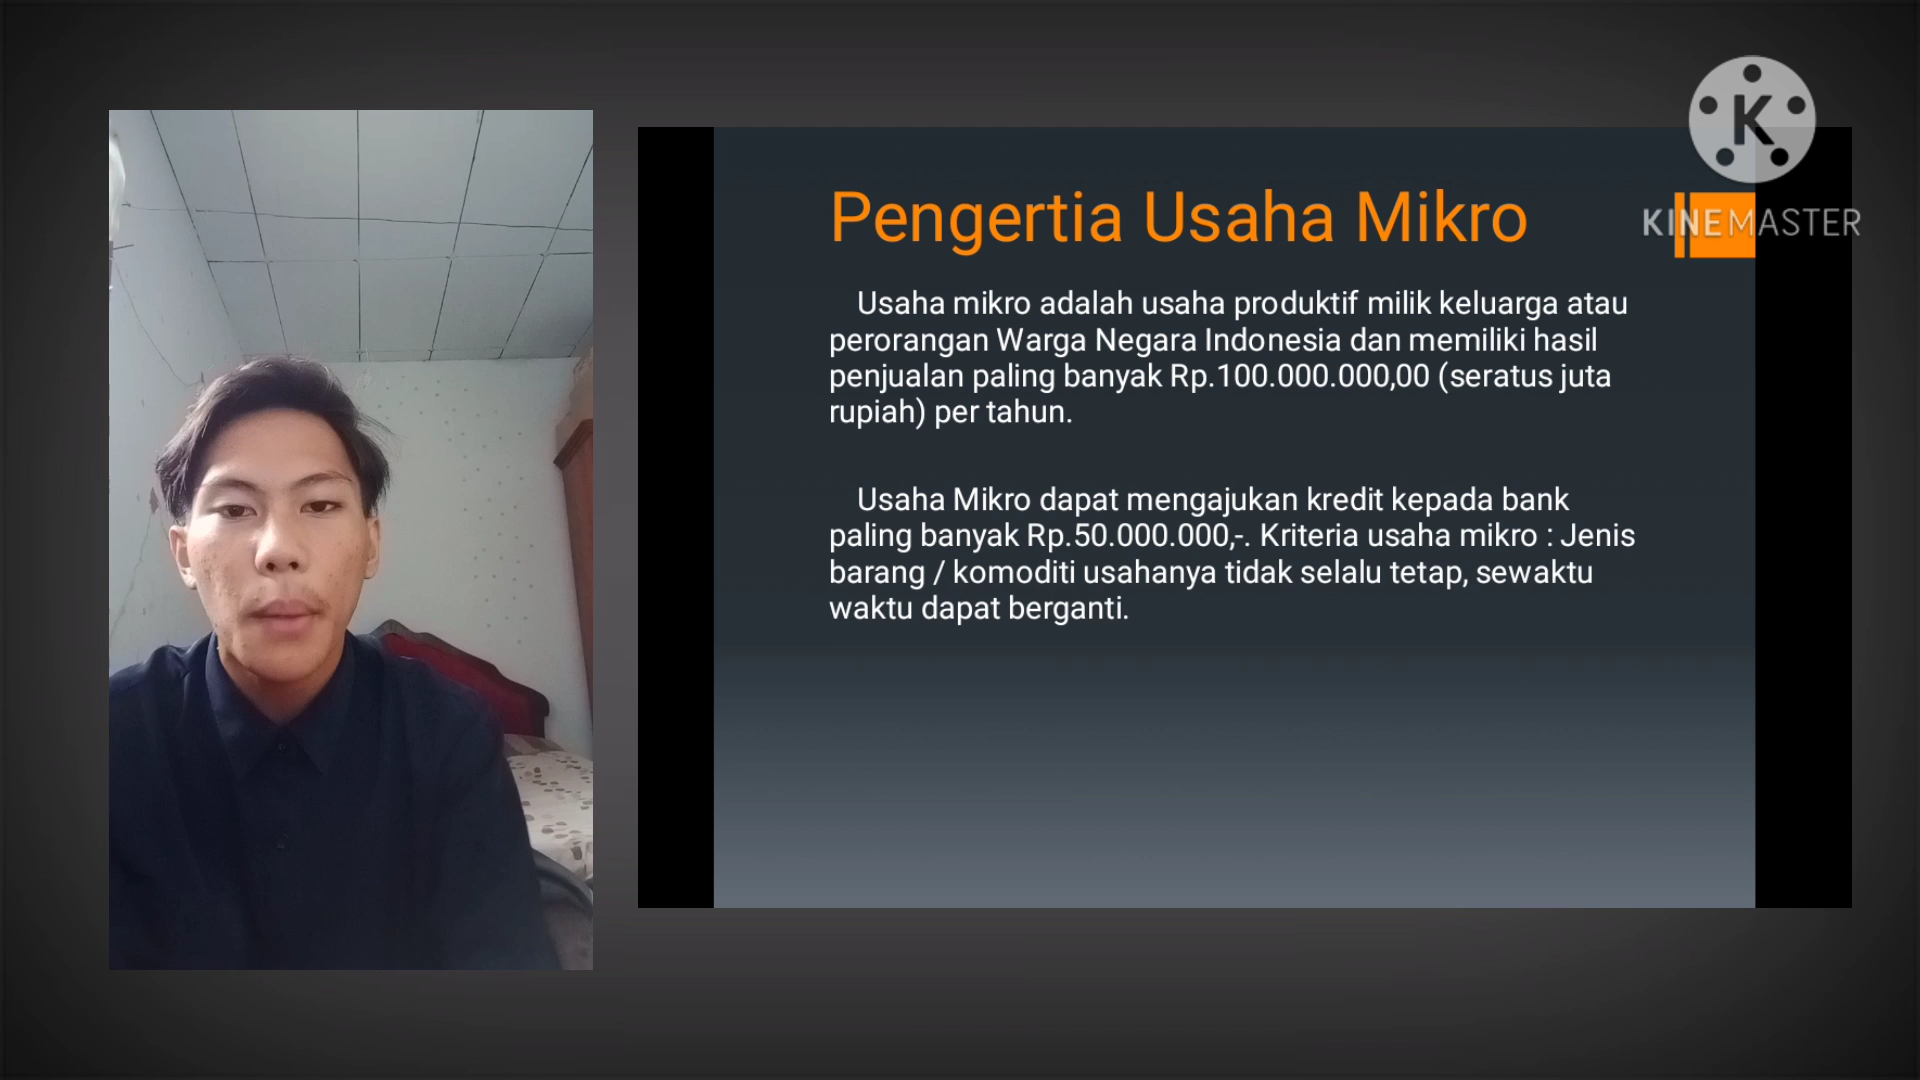 Pengertia Usaha Mikro
Usaha mikro adalah usaha produktif milik keluarga atau
perorangan Warga Negara Indonesia dan memiliki hasil
penjualan paling banyak Rp.100.000.000,00 (seratus juta
rupiah) per tahun.
Usaha Mikro dapat mengajukan kredit kepada bank
paling banyak Rp.50.000.000,-. Kriteria usaha mikro : Jenis
barang / komoditi usahanya tidak selalu tetap, sewaktu
waktu dapat berganti.
K
KINEMASTER